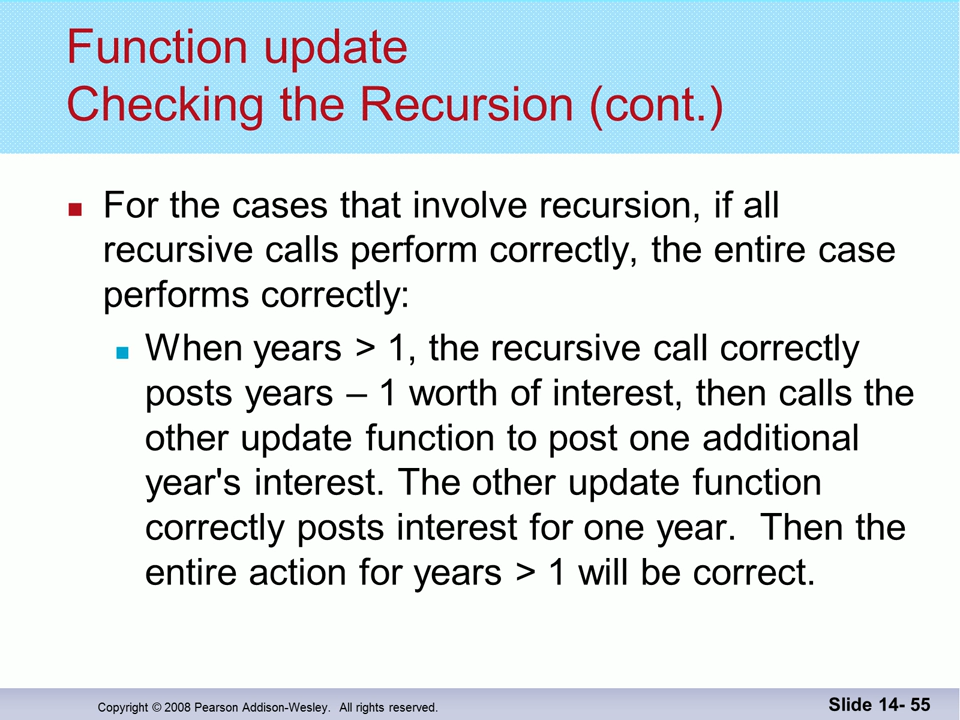 Function update
Checking the Recursion (cont.)
For the cases that involve recursion, if all
recursive calls perform correctly, the entire case
performs correctly:
When years > 1, the recursive call correctly
posts years – 1 worth of interest, then calls the
other update function to post one additional
year's interest. The other update function
correctly posts interest for one year.  Then the
entire action for years > 1 will be correct.
Copyright © 2008 Pearson Addison-Wesley.  All rights reserved.
Slide 14- 55